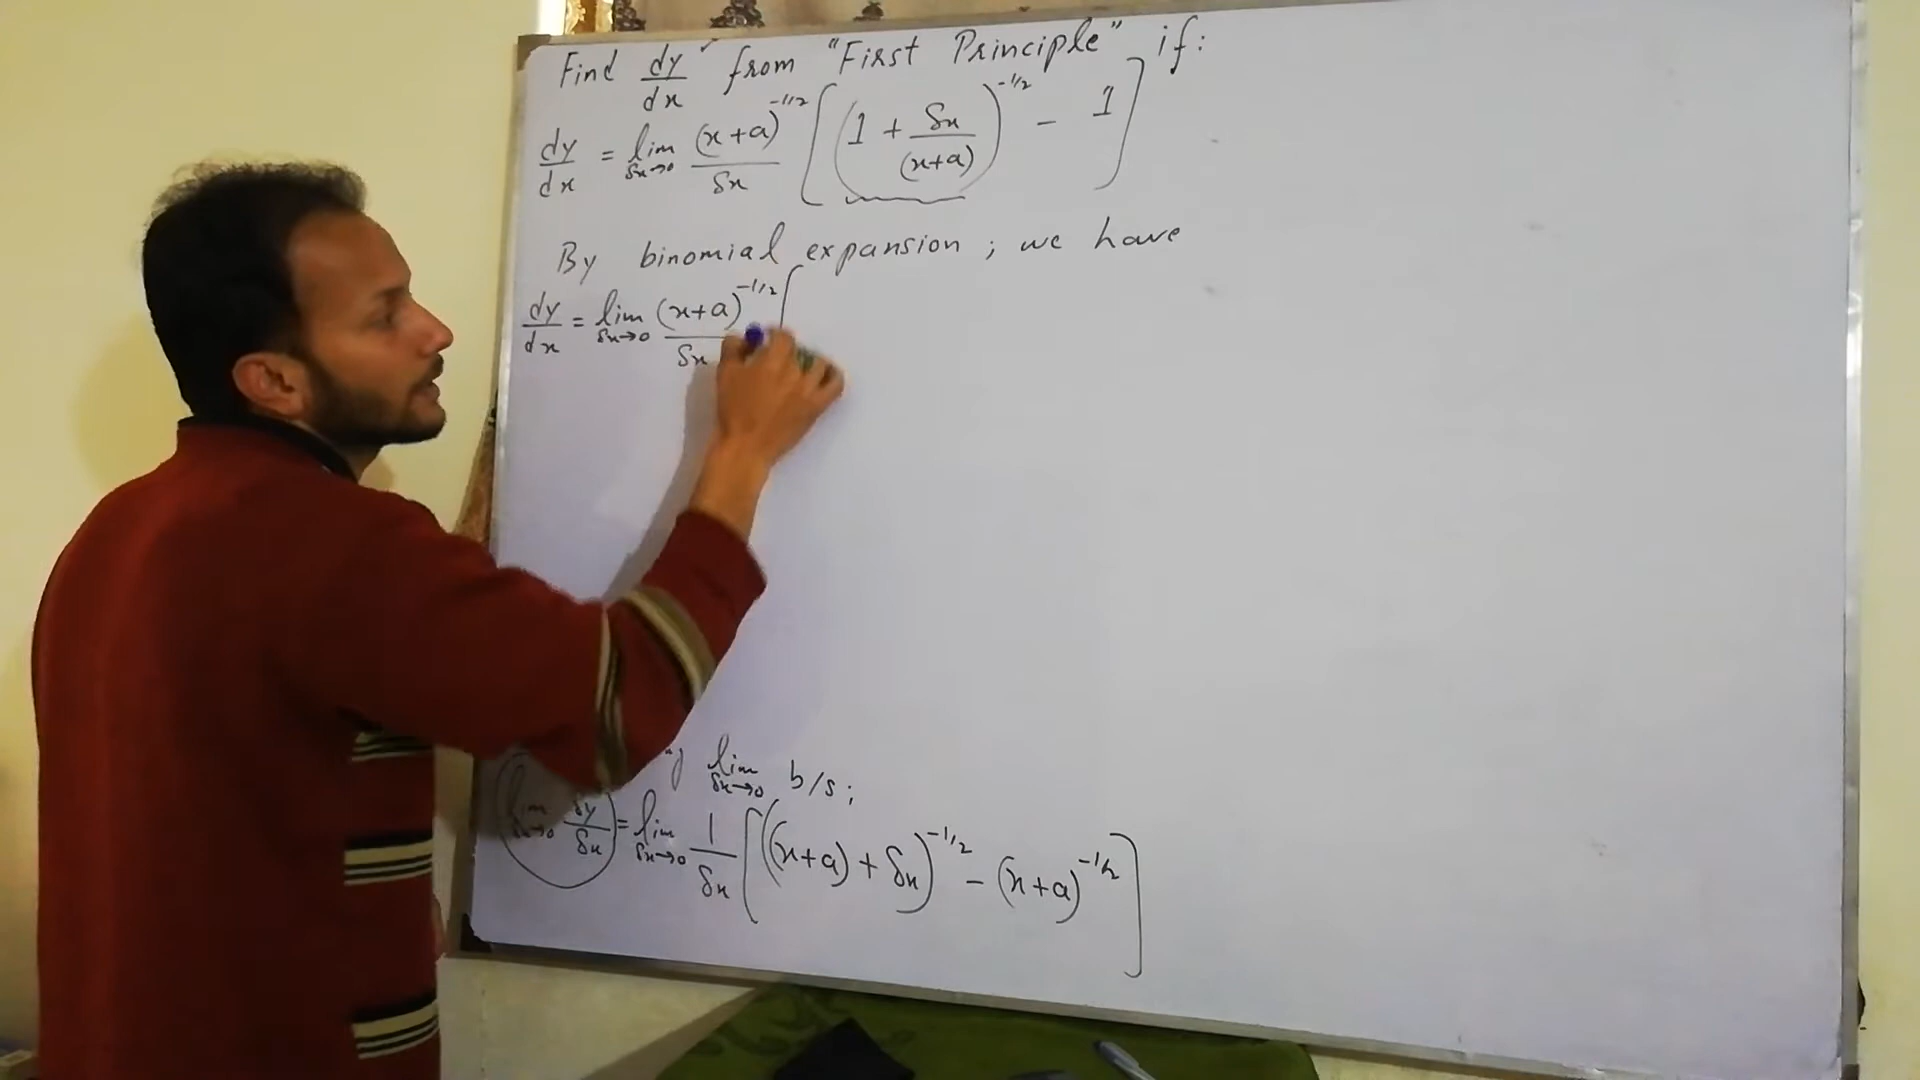 Find dy/dx from "First Principle" if:
dy/dx = lim δx→0 (x+a)^-1/2 / δx [(1 + δx/(x+a))^-1/2 - 1]
By binomial expansion ; we have
dy/dx = lim δx→0 (x+a)^-1/2 / δx [
lim δx→0 b/s;
lim δx→0 δy/δx = lim δx→0 1/δx [((x+a) + δx)^-1/2 - (x+a)^-1/2]